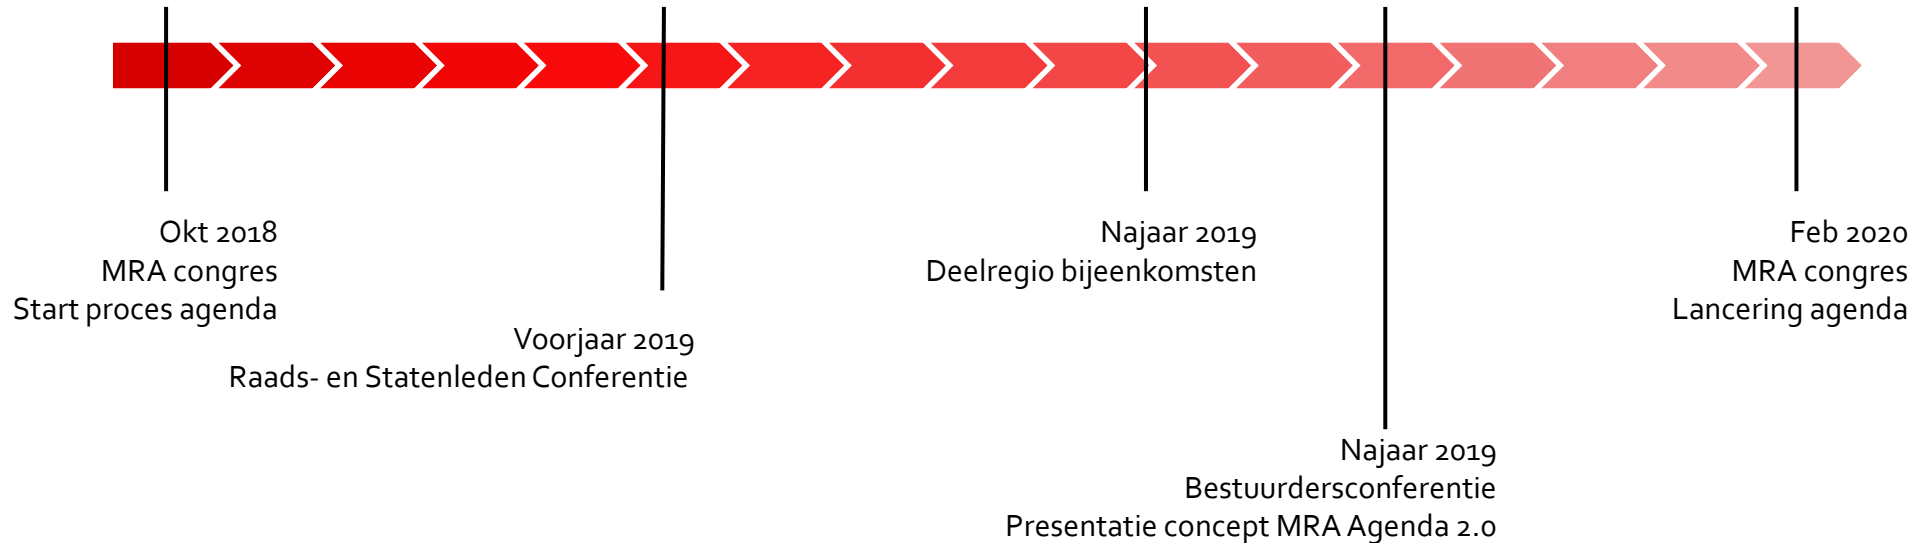 Okt 2018
MRA congres
Start proces agenda
Voorjaar 2019
Raads- en Statenleden Conferentie
Najaar 2019
Deelregio bijeenkomsten
Najaar 2019
Bestuurdersconferentie
Presentatie concept MRA Agenda 2.0
Feb 2020
MRA congres
Lancering agenda